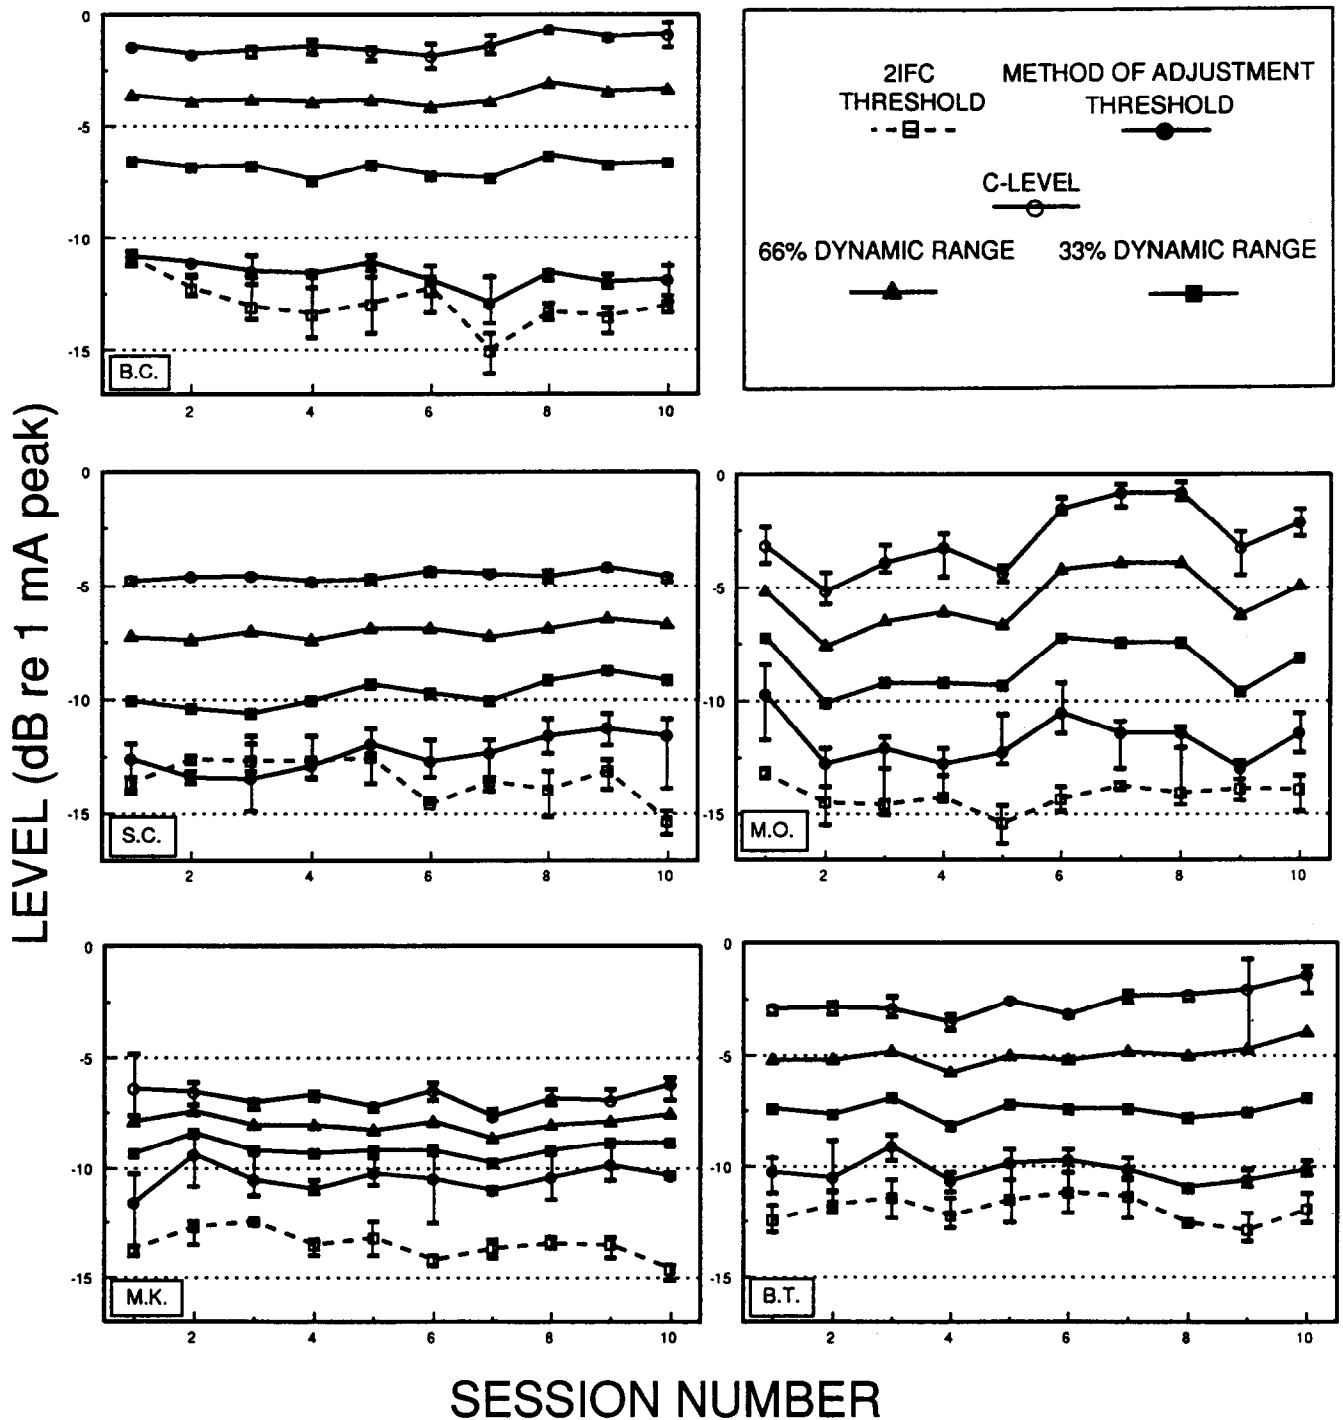 0
-5
-10
-15
B.C.
2 4 6 8 10
2IFC METHOD OF ADJUSTMENT
THRESHOLD THRESHOLD
C-LEVEL
66% DYNAMIC RANGE 33% DYNAMIC RANGE
LEVEL (dB re 1 mA peak)
0
-5
-10
-15
S.C.
2 4 6 8 10
0
-5
-10
-15
M.O.
2 4 6 8 10
0
-5
-10
-15
M.K.
2 4 6 8 10
0
-5
-10
-15
B.T.
2 4 6 8 10
SESSION NUMBER